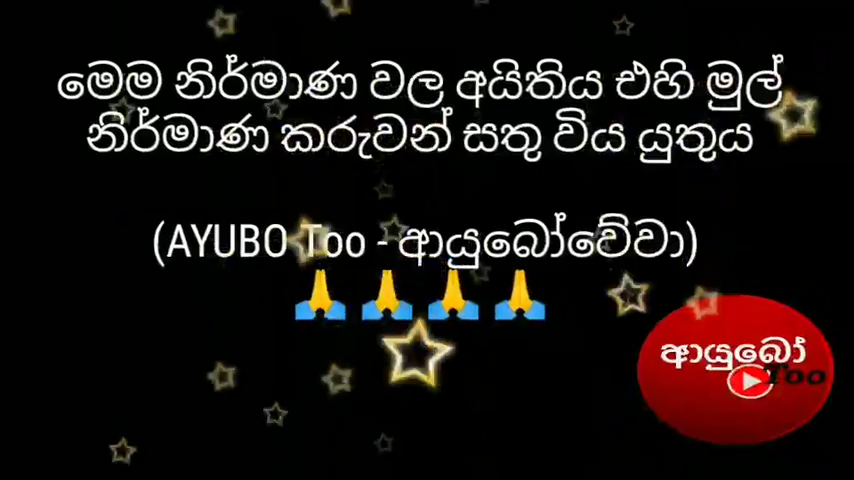 මෙම නිර්මාණ වල අයිතිය එහි මුල්
නිර්මාණ කරුවන් සතු විය යුතුය
(AYUBO Too - ආයුබෝවේවා)
ආයුබෝ
Too